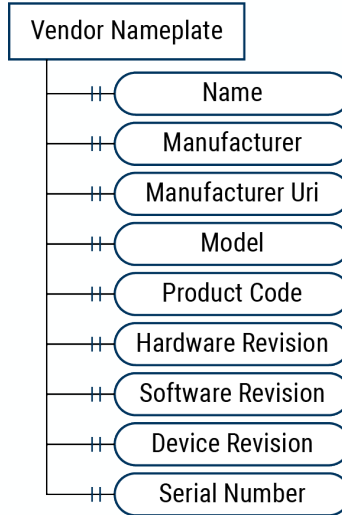 Vendor Nameplate
Name
Manufacturer
Manufacturer Uri
Model
Product Code
Hardware Revision
Software Revision
Device Revision
Serial Number